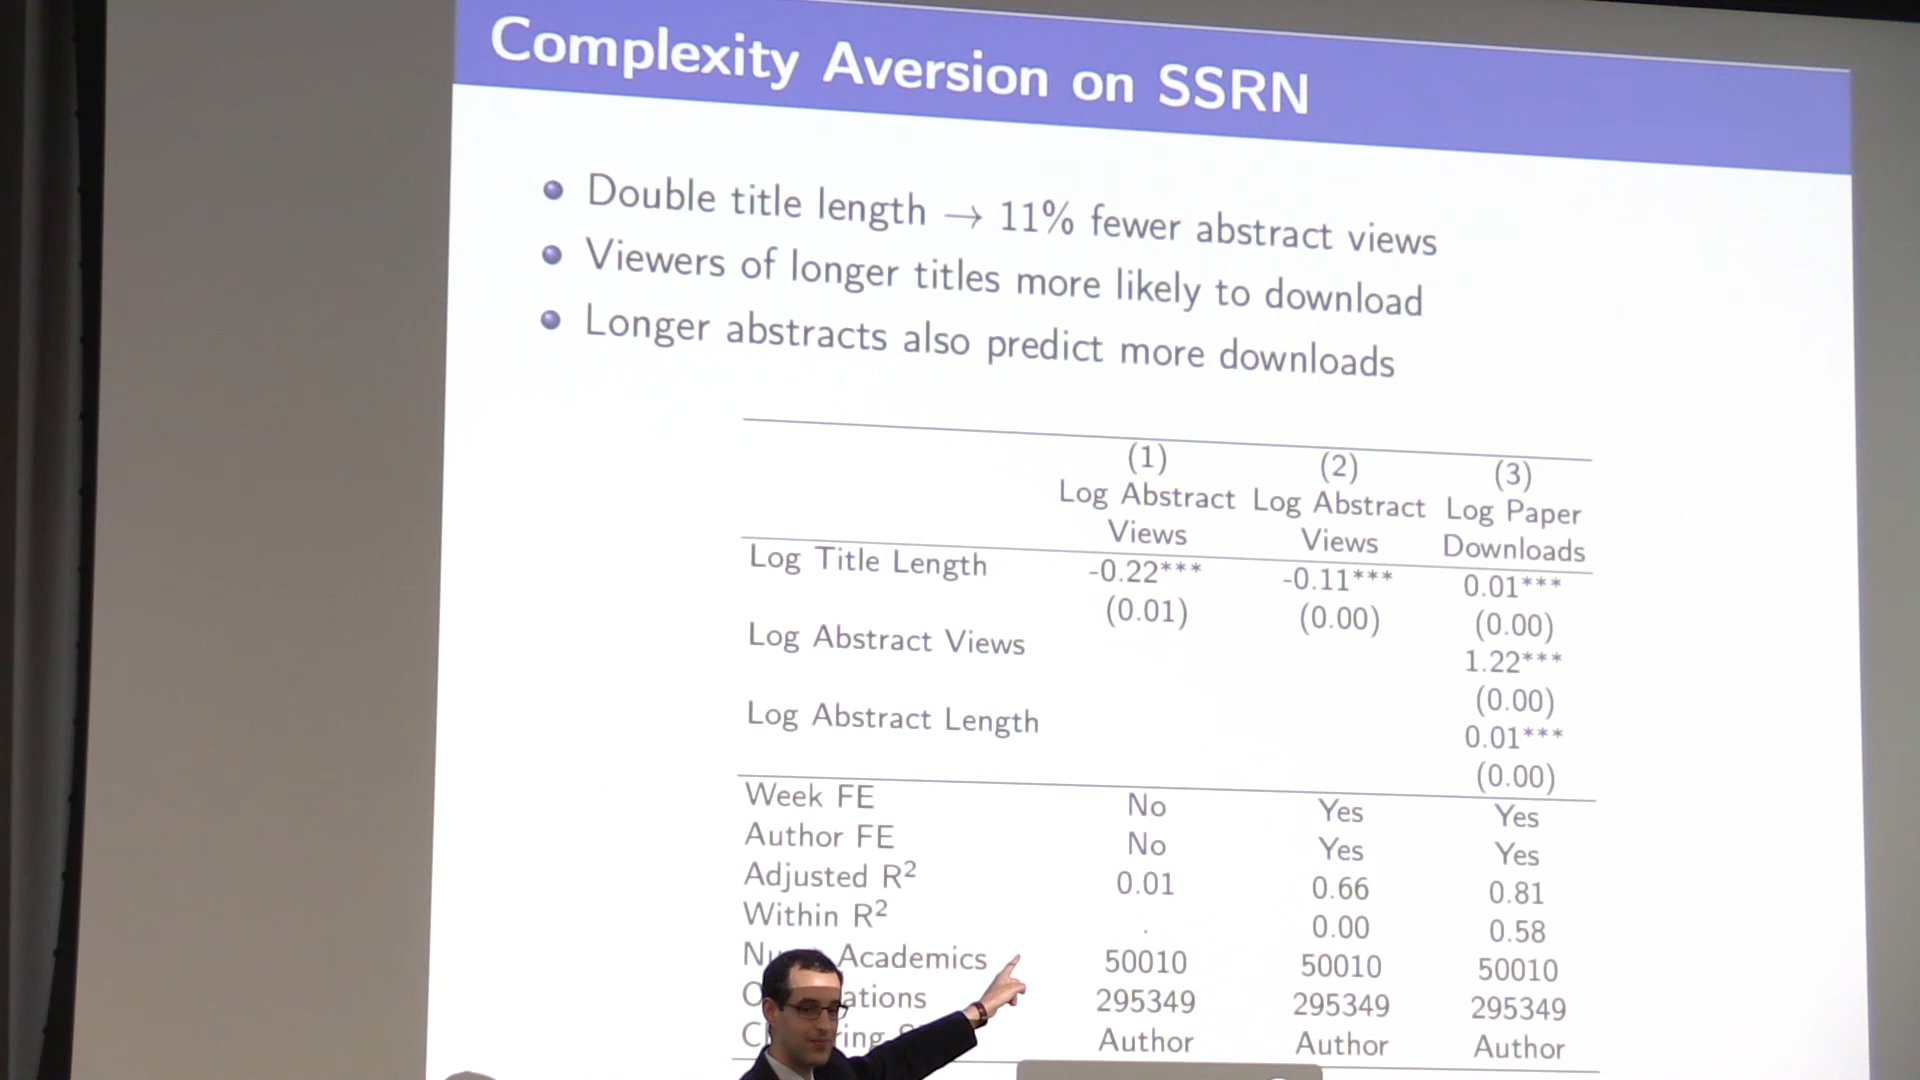 Complexity Aversion on SSRN
Double title length → 11% fewer abstract views
Viewers of longer titles more likely to download
Longer abstracts also predict more downloads
(1) (2) (3)
Log Abstract Log Abstract Log Paper
Views Views Downloads
Log Title Length -0.22*** -0.11*** 0.01***
(0.01) (0.00) (0.00)
Log Abstract Views 1.22***
(0.00)
Log Abstract Length 0.01***
(0.00)
Week FE No Yes Yes
Author FE No Yes Yes
Adjusted R² 0.01 0.66 0.81
Within R² . 0.00 0.58
Academics 50010 50010 50010
295349 295349 295349
Author Author Author